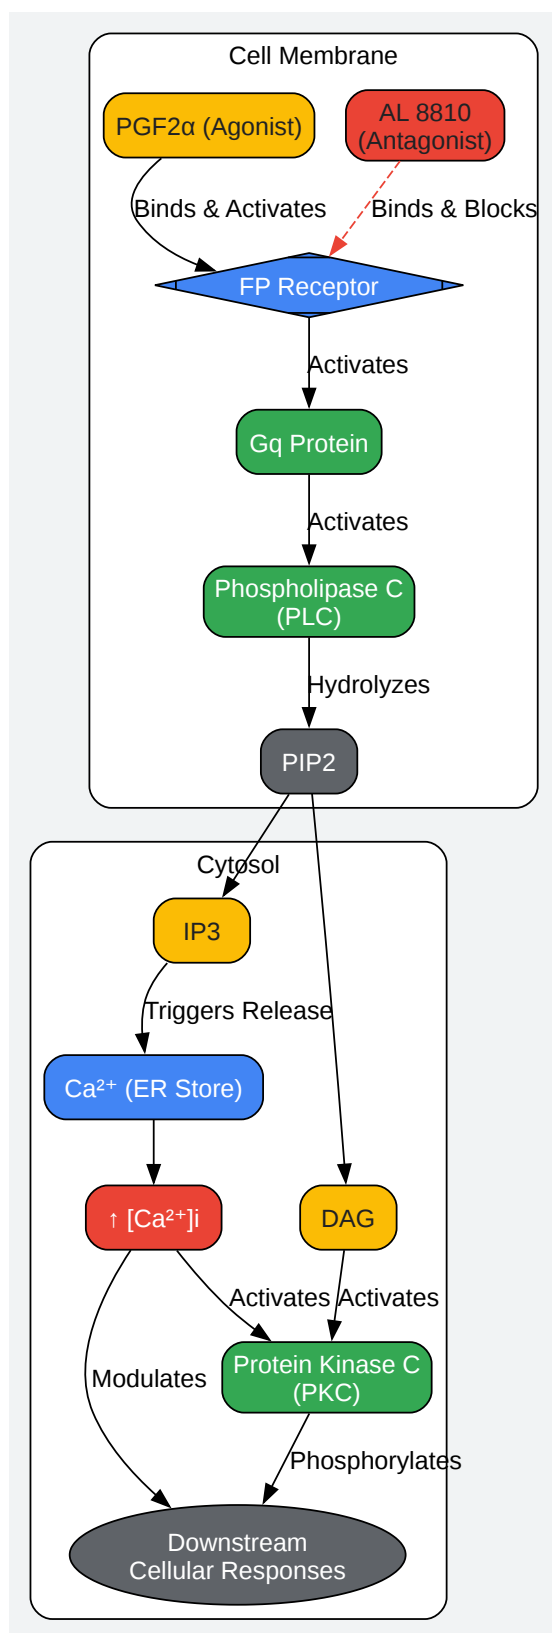 Cell Membrane
PGF2α (Agonist)
AL 8810
(Antagonist)
Binds & Activates
Binds & Blocks
FP Receptor
Activates
Gq Protein
Activates
Phospholipase C
(PLC)
Hydrolyzes
PIP2
Cytosol
IP3
Triggers Release
Ca²⁺ (ER Store)
↑ [Ca²⁺]i
DAG
Activates
Activates
Protein Kinase C
(PKC)
Modulates
Phosphorylates
Downstream
Cellular Responses